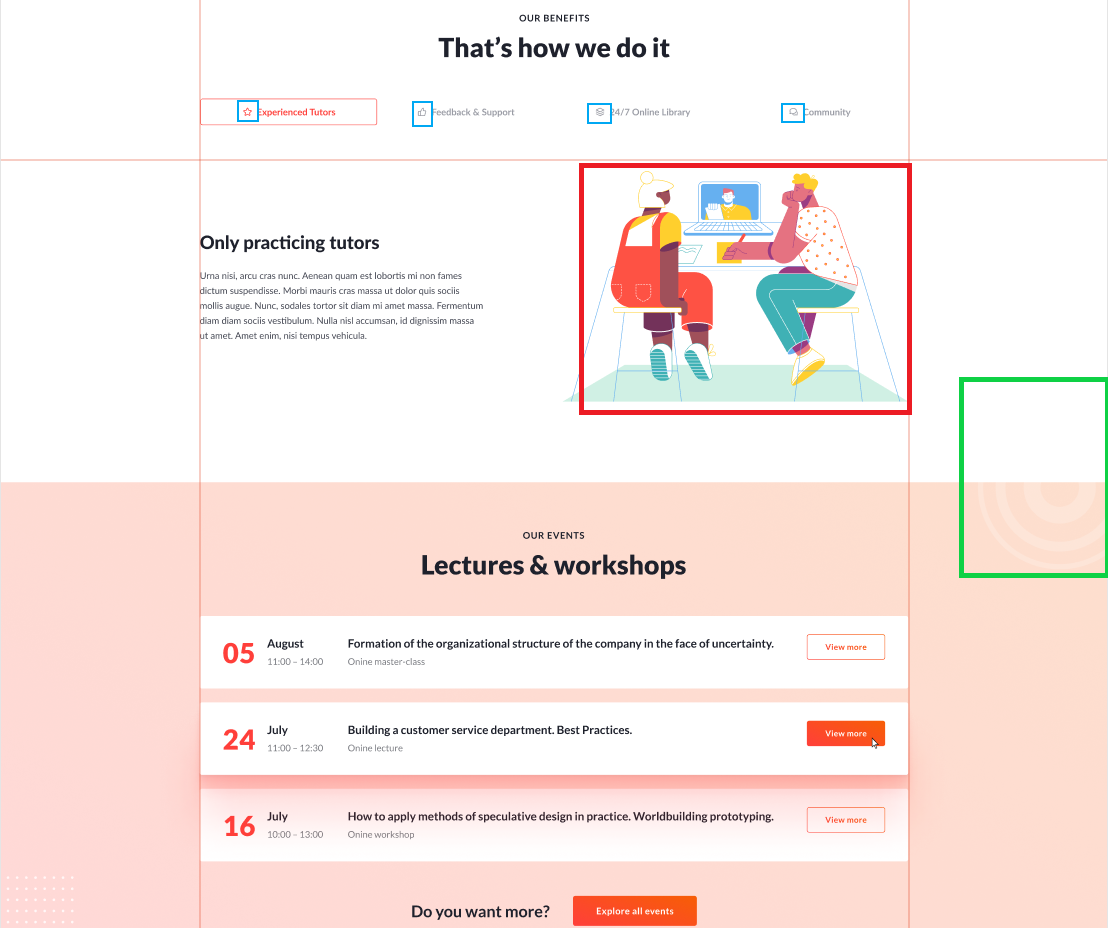 OUR BENEFITS
That's how we do it
Experienced Tutors
Feedback & Support
24/7 Online Library
Community
Only practicing tutors
Urna nisi, arcu cras nunc. Aenean quam est lobortis mi non fames
dictum suspendisse. Morbi mauris cras massa ut dolor quis sociis
mollis augue. Nunc, sodales tortor sit diam mi amet massa. Fermentum
diam diam sociis vestibulum. Nulla nisl accumsan, id dignissim massa
ut amet. Amet enim, nisi tempus vehicula.
OUR EVENTS
Lectures & workshops
05
August
11:00 – 14:00
Formation of the organizational structure of the company in the face of uncertainty.
Onine master-class
View more
24
July
11:00 – 12:30
Building a customer service department. Best Practices.
Onine lecture
View more
16
July
10:00 – 13:00
How to apply methods of speculative design in practice. Worldbuilding prototyping.
Onine workshop
View more
Do you want more?
Explore all events